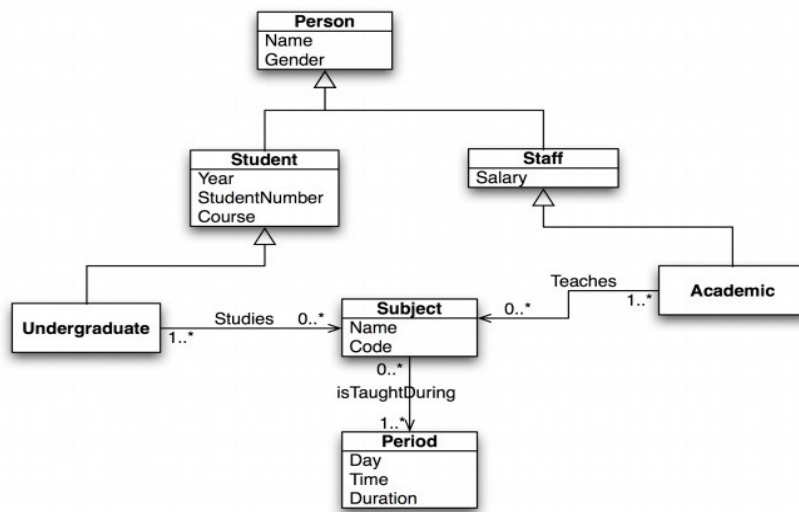 Person
Name
Gender
Student
Year
StudentNumber
Course
Staff
Salary
Undergraduate
Studies
1..*
0..*
Subject
Name
Code
Teaches
0..*
1..*
Academic
0..*
isTaughtDuring
1..*
Period
Day
Time
Duration